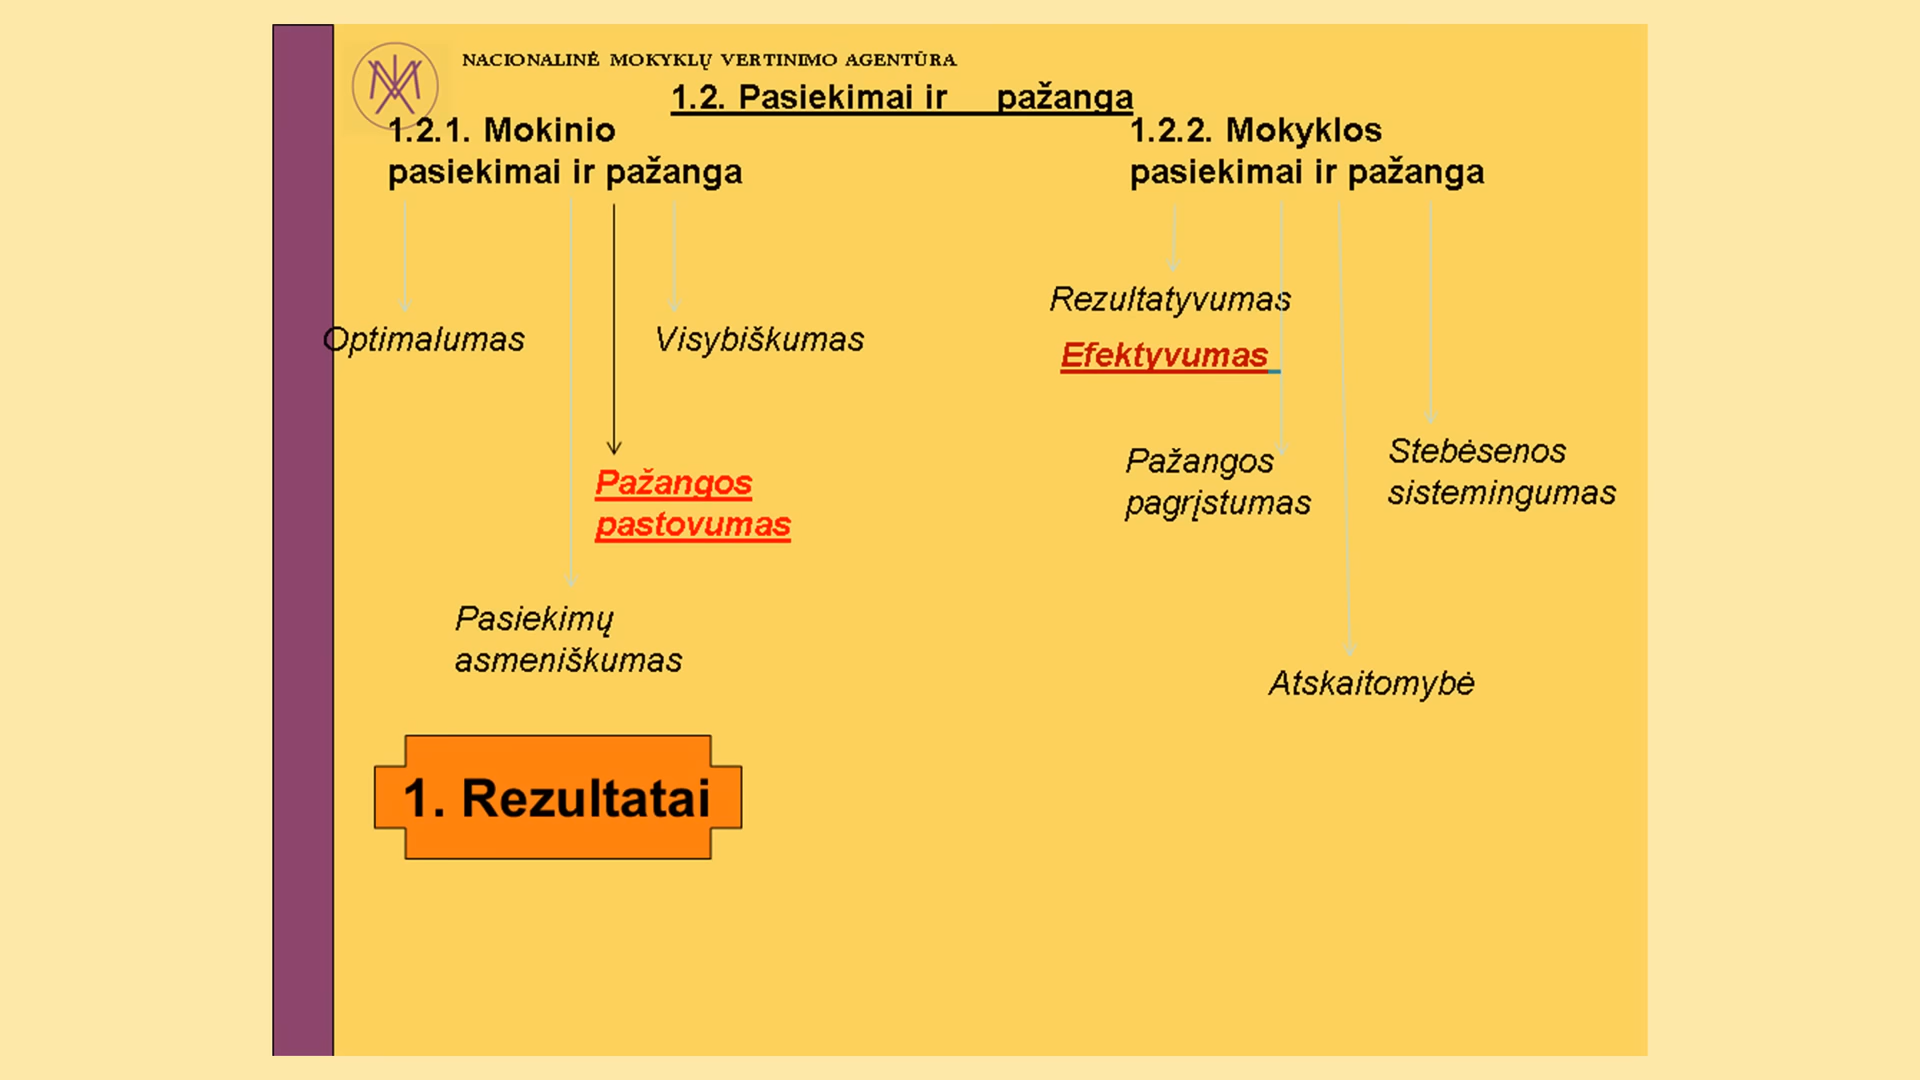 NACIONALINĖ MOKYKLŲ VERTINIMO AGENTŪRA
1.2. Pasiekimai ir pažanga
1.2.1. Mokinio
pasiekimai ir pažanga
1.2.2. Mokyklos
pasiekimai ir pažanga
Optimalumas
Visybiškumas
Pažangos
pastovumas
Pasiekimų
asmeniškumas
Rezultatyvumas
Efektyvumas
Pažangos
pagrįstumas
Stebėsenos
sistemingumas
Atskaitomybė
1. Rezultatai